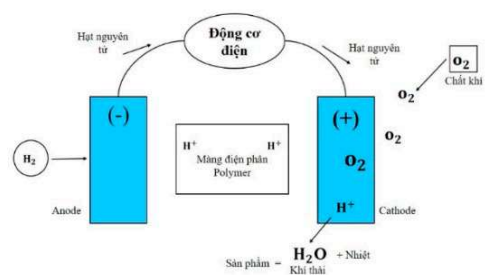 Động cơ
điện
Hạt nguyên
tử
Hạt nguyên
tử
O₂
Chất khí
O₂
(-)
(+)
O₂
H⁺ H⁺
Màng điện phân
Polymer
O₂
H₂
H⁺
Anode
Cathode
Sản phẩm = H₂O + Nhiệt
Khí thải